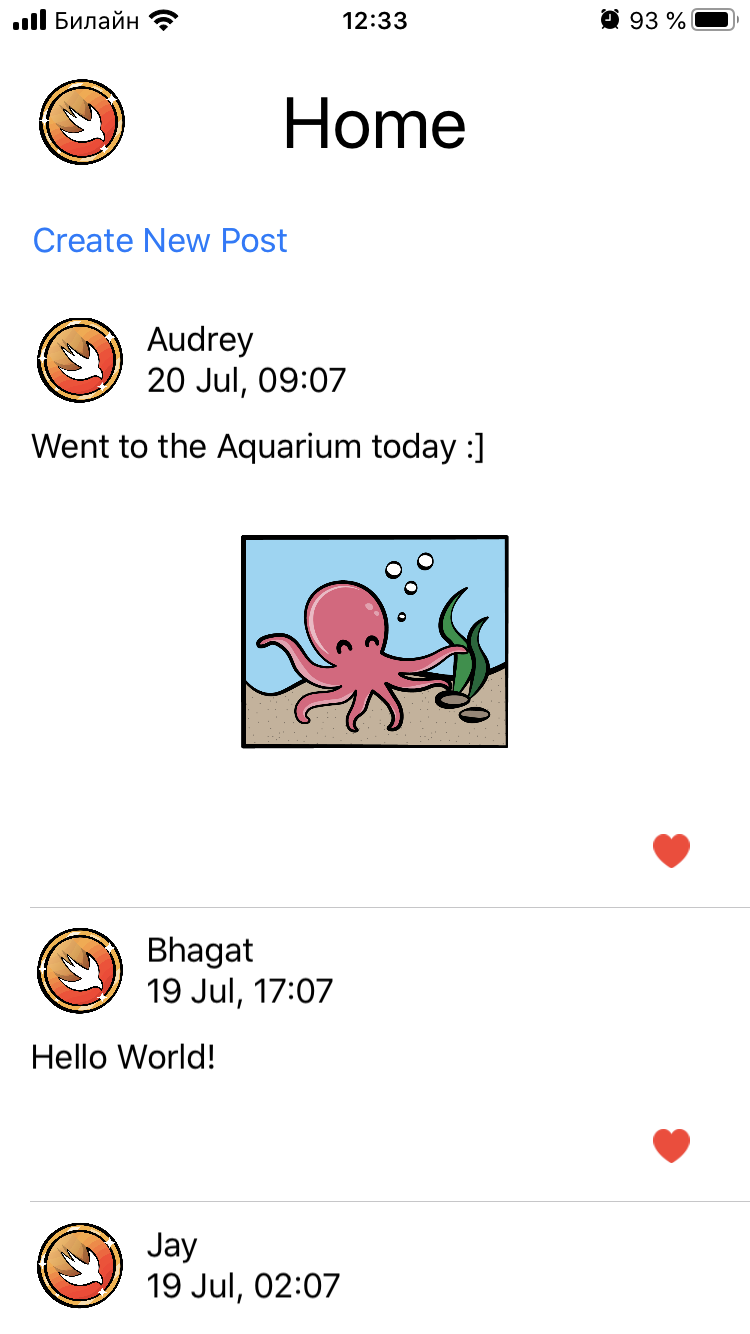 Билайн 12:33 93 %
Home
Create New Post
Audrey
20 Jul, 09:07
Went to the Aquarium today :]
Bhagat
19 Jul, 17:07
Hello World!
Jay
19 Jul, 02:07